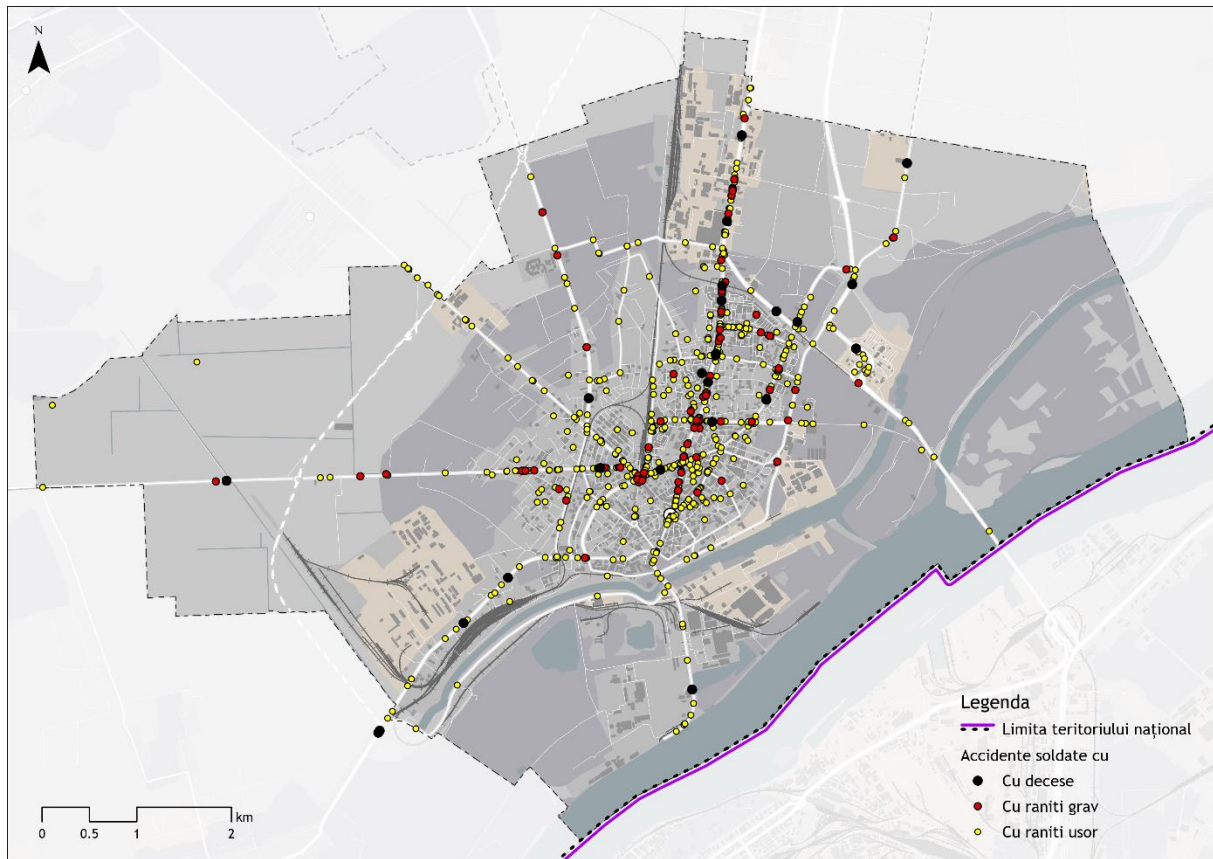 N
Legenda
Limita teritoriului național
Accidente soldate cu
Cu decese
Cu raniti grav
Cu raniti usor
km
0 0.5 1 2